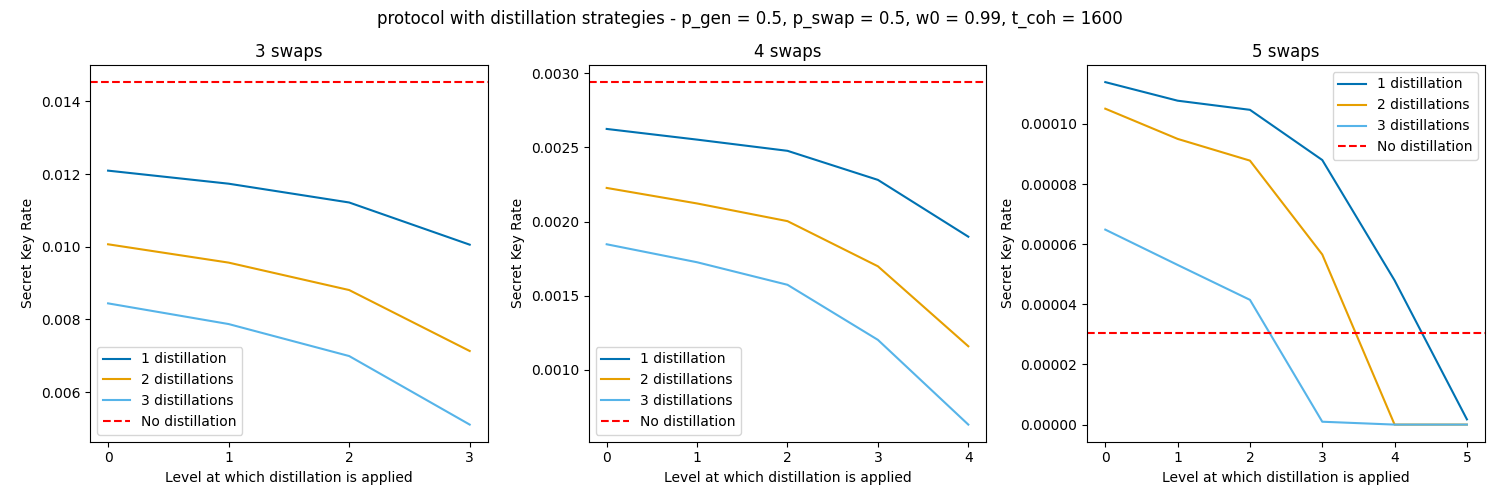 protocol with distillation strategies - p_gen = 0.5, p_swap = 0.5, w0 = 0.99, t_coh = 1600
3 swaps
Secret Key Rate
0.014
0.012
0.010
0.008
0.006
1 distillation
2 distillations
3 distillations
No distillation
0 1 2 3
Level at which distillation is applied
4 swaps
Secret Key Rate
0.0030
0.0025
0.0020
0.0015
0.0010
1 distillation
2 distillations
3 distillations
No distillation
0 1 2 3 4
Level at which distillation is applied
5 swaps
Secret Key Rate
0.00010
0.00008
0.00006
0.00004
0.00002
0.00000
1 distillation
2 distillations
3 distillations
No distillation
0 1 2 3 4 5
Level at which distillation is applied